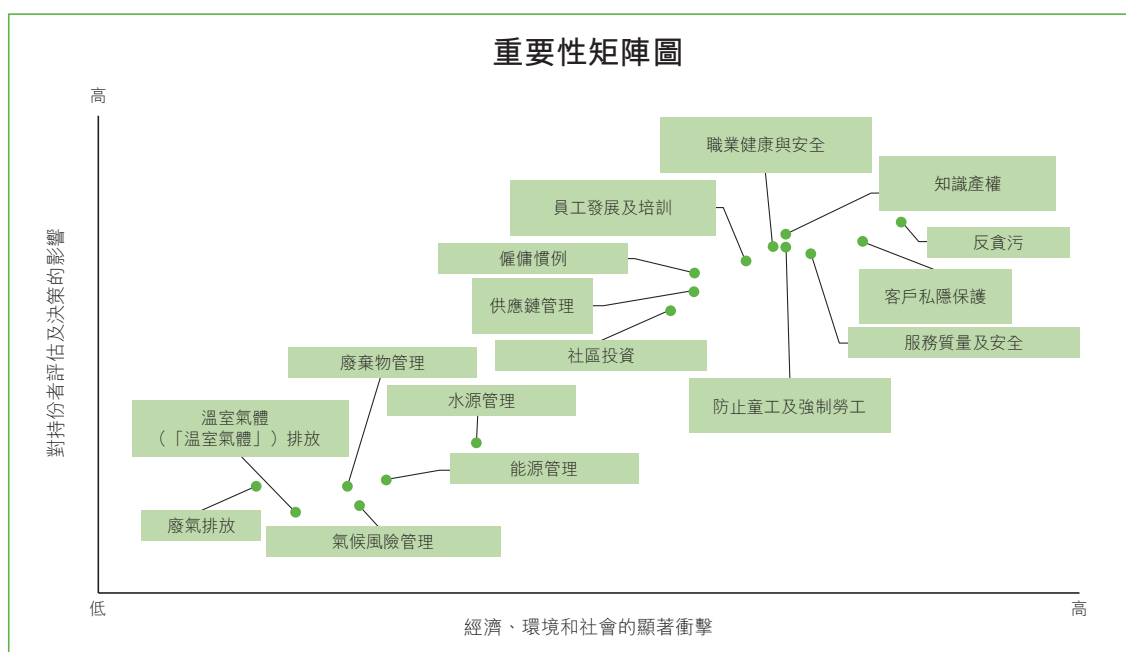 重要性矩陣圖
高
職業健康與安全
知識產權
員工發展及培訓
反貪污
僱傭慣例
客戶私隱保護
供應鏈管理
服務質量及安全
社區投資
廢棄物管理
防止童工及強制勞工
水源管理
溫室氣體
（「溫室氣體」）排放
能源管理
廢氣排放
氣候風險管理
對持份者評估及決策的影響
低
高
經濟、環境和社會的顯著衝擊